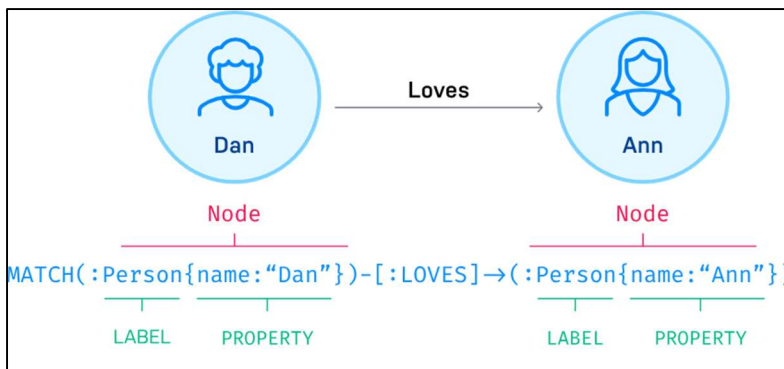 Loves
Dan Ann
Node Node
MATCH(:Person{name:“Dan”})-[:LOVES]→(:Person{name:“Ann”})
LABEL PROPERTY LABEL PROPERTY